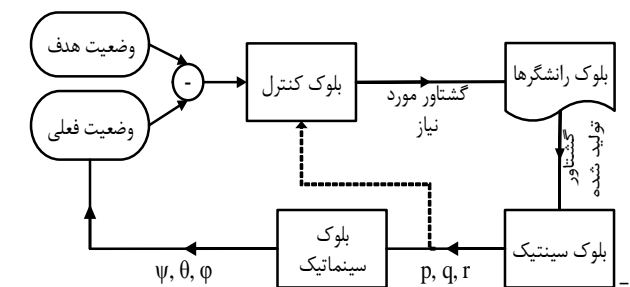 وضعیت هدف
وضعیت فعلی
-
بلوک کنترل
گشتاور مورد
نیاز
بلوک رانشگرها
گشتاور
تولید شده
بلوک سینتیک
p, q, r
بلوک
سینماتیک
ψ, θ, φ